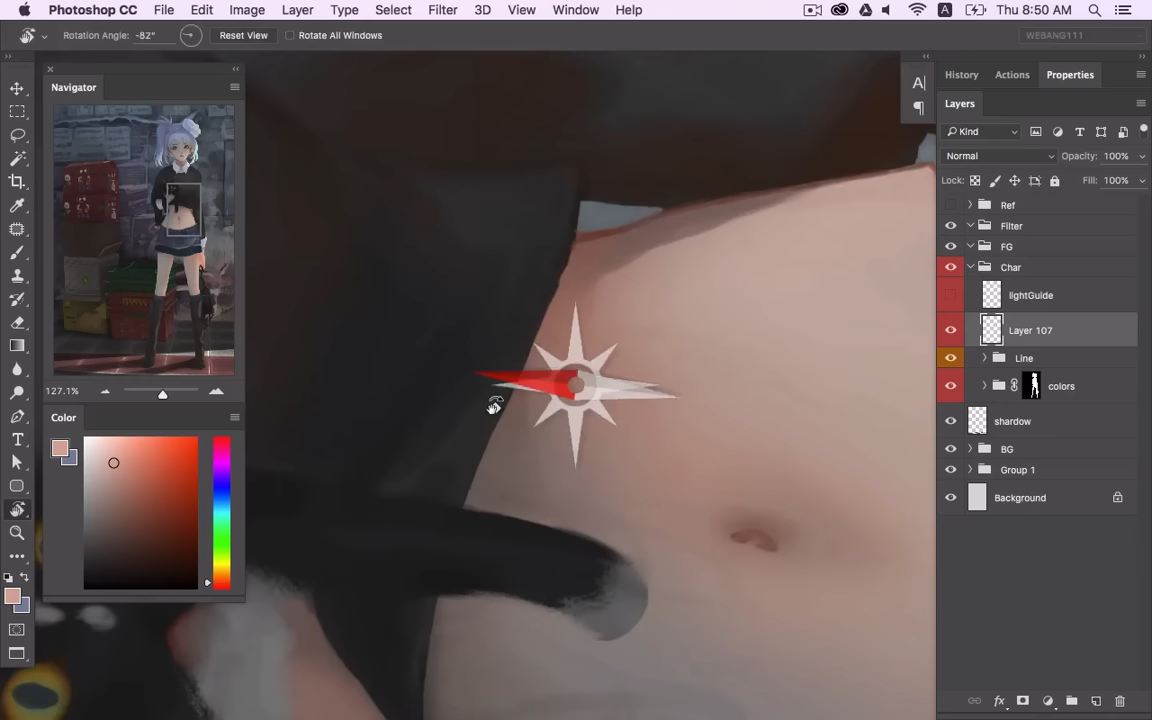 Photoshop CC File Edit Image Layer Type Select Filter 3D View Window Help A Thu 8:50 AM
Rotation Angle: -82° Reset View Rotate All Windows WEBANG111
Navigator
127.1%
Color
A|
¶
History Actions Properties
Layers
Kind
Normal Opacity: 100%
Lock: Fill: 100%
Ref
Filter
FG
Char
lightGuide
Layer 107
Line
colors
shardow
BG
Group 1
Background
fx